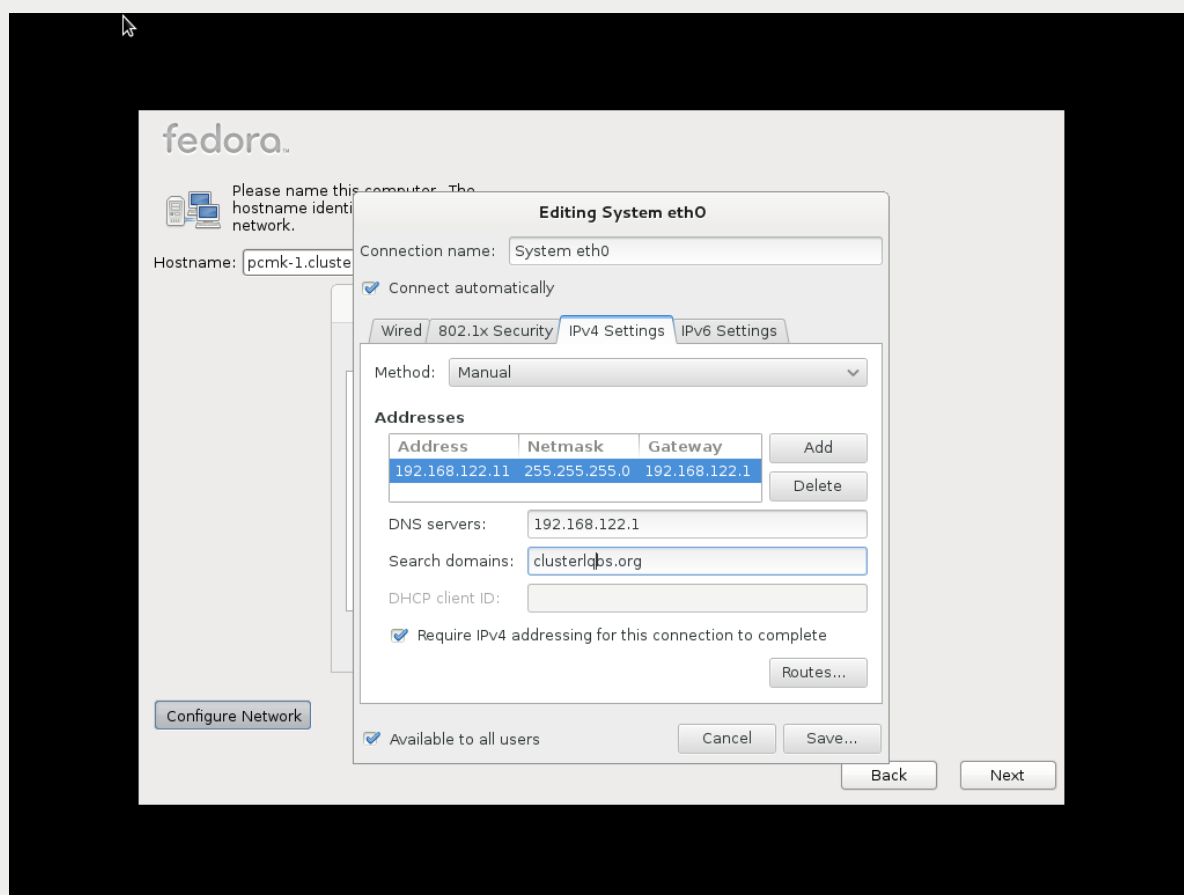 fedora™
Please name this computer. The
hostname identi
network.
Hostname: pcmk-1.cluste
Editing System eth0
Connection name: System eth0
Connect automatically
Wired 802.1x Security IPv4 Settings IPv6 Settings
Method: Manual
Addresses
Address Netmask Gateway
192.168.122.11 255.255.255.0 192.168.122.1
Add
Delete
DNS servers: 192.168.122.1
Search domains: clusterlabs.org
DHCP client ID:
Require IPv4 addressing for this connection to complete
Routes...
Configure Network
Available to all users
Cancel Save...
Back Next